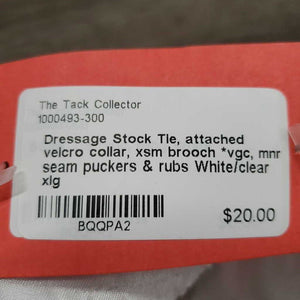 The Tack Collector
1000493-300
Dressage Stock Tie, attached
velcro collar, xsm brooch *vgc, mnr
seam puckers & rubs White/clear
xlg
BQQPA2
$20.00